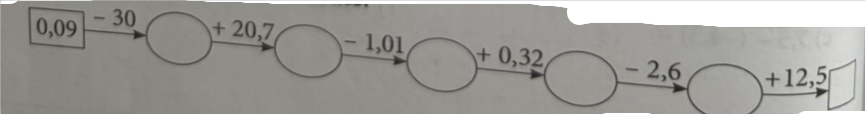 0,09 – 30 + 20,7 – 1,01 + 0,32 – 2,6 +12,5